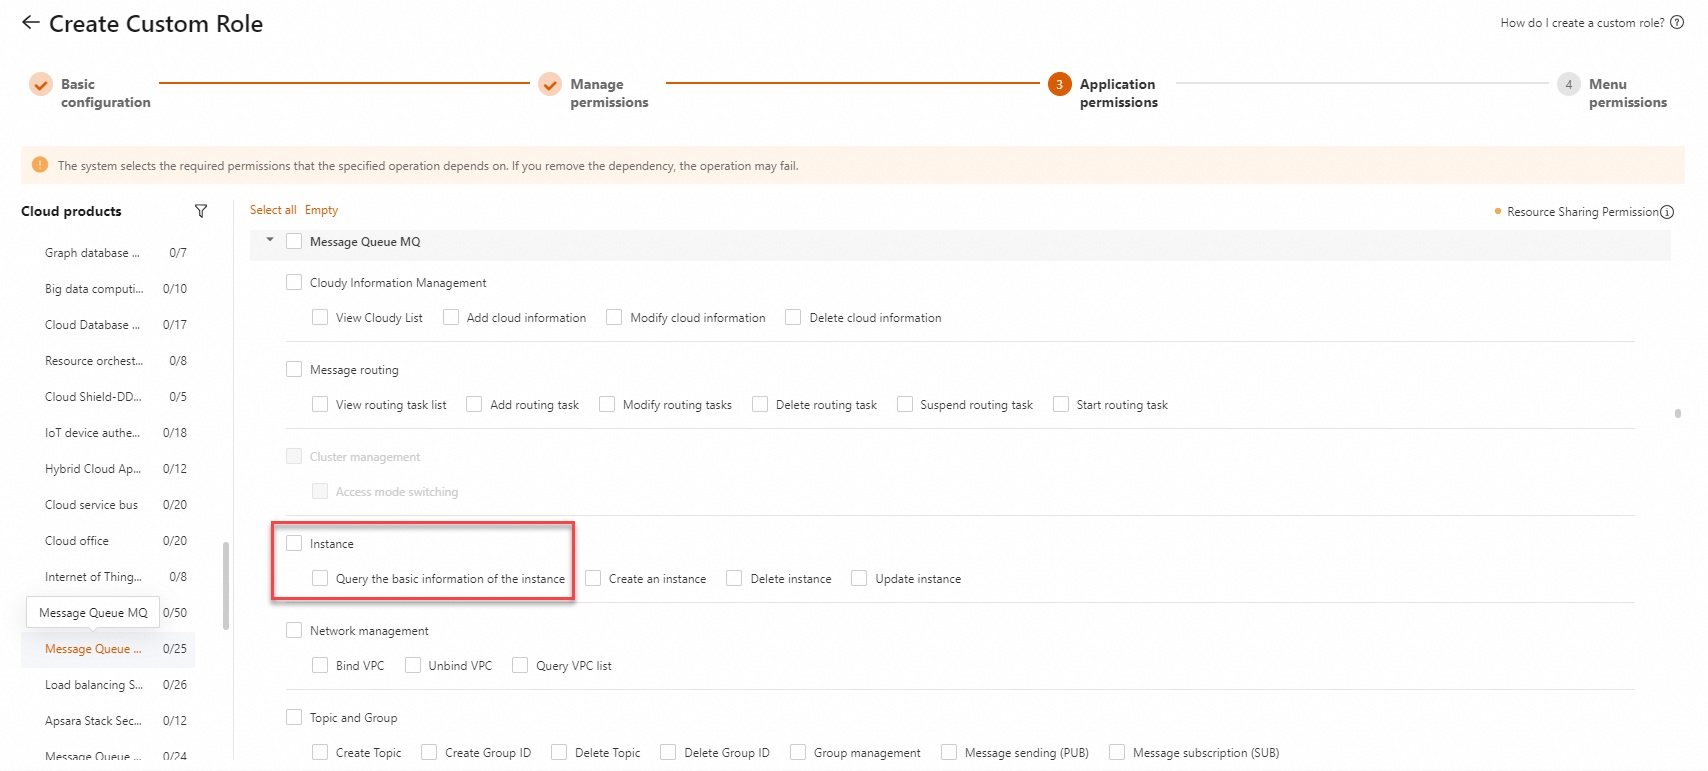 Create Custom Role
How do I create a custom role?
Basic
configuration
Manage
permissions
3
Application
permissions
4
Menu
permissions
The system selects the required permissions that the specified operation depends on. If you remove the dependency, the operation may fail.
Cloud products
Graph database ... 0/7
Big data computi... 0/10
Cloud Database ... 0/17
Resource orchest... 0/8
Cloud Shield-DD... 0/5
IoT device authe... 0/18
Hybrid Cloud Ap... 0/12
Cloud service bus 0/20
Cloud office 0/20
Internet of Thing... 0/8
Message Queue MQ 0/50
Message Queue ... 0/25
Load balancing S... 0/26
Apsara Stack Sec... 0/12
Message Queue ... 0/24
Select all Empty
Resource Sharing Permission
Message Queue MQ
Cloudy Information Management
View Cloudy List Add cloud information Modify cloud information Delete cloud information
Message routing
View routing task list Add routing task Modify routing tasks Delete routing task Suspend routing task Start routing task
Cluster management
Access mode switching
Instance
Query the basic information of the instance Create an instance Delete instance Update instance
Network management
Bind VPC Unbind VPC Query VPC list
Topic and Group
Create Topic Create Group ID Delete Topic Delete Group ID Group management Message sending (PUB) Message subscription (SUB)